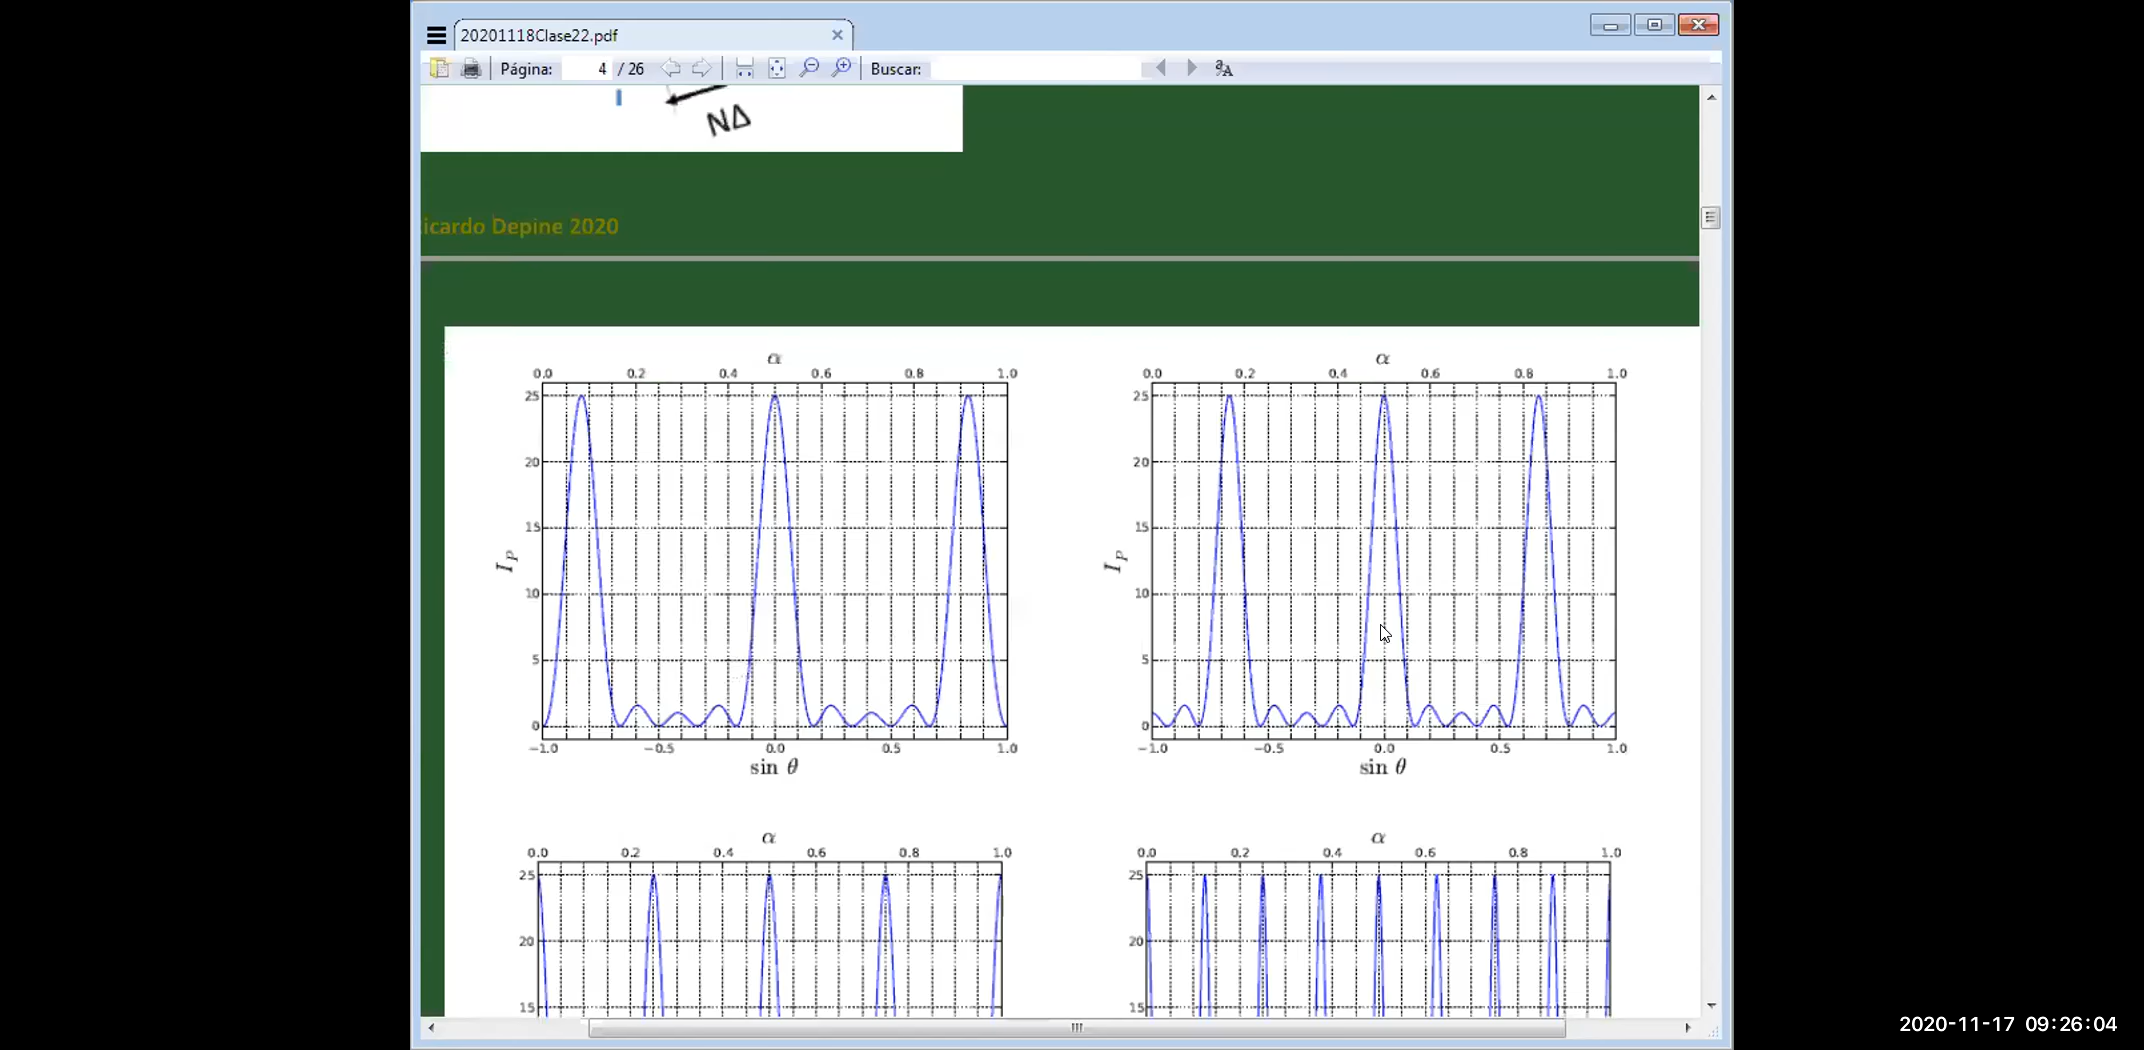 20201118Clase22.pdf
Página: 4 / 26 Buscar:
NΔ
icardo Depine 2020
α
0.0 0.2 0.4 0.6 0.8 1.0
25
20
15
10
5
0
I_P
−1.0 −0.5 0.0 0.5 1.0
sin θ
α
0.0 0.2 0.4 0.6 0.8 1.0
25
20
15
10
5
0
I_P
−1.0 −0.5 0.0 0.5 1.0
sin θ
α
0.0 0.2 0.4 0.6 0.8 1.0
25
20
15
α
0.0 0.2 0.4 0.6 0.8 1.0
25
20
15
2020-11-17 09:26:04